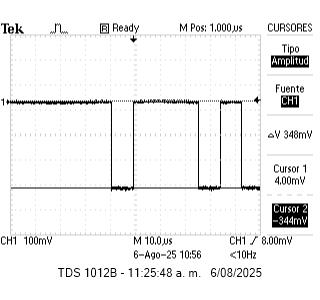 Tek R Ready M Pos: 1.000µs CURSORES
Tipo
Amplitud
Fuente
CH1
△V 348mV
Cursor 1
4.00mV
Cursor 2
-344mV
1
CH1 100mV M 10.0µs CH1 / 8.00mV
6-Ago-25 10:56 <10Hz
TDS 1012B - 11:25:48 a. m. 6/08/2025